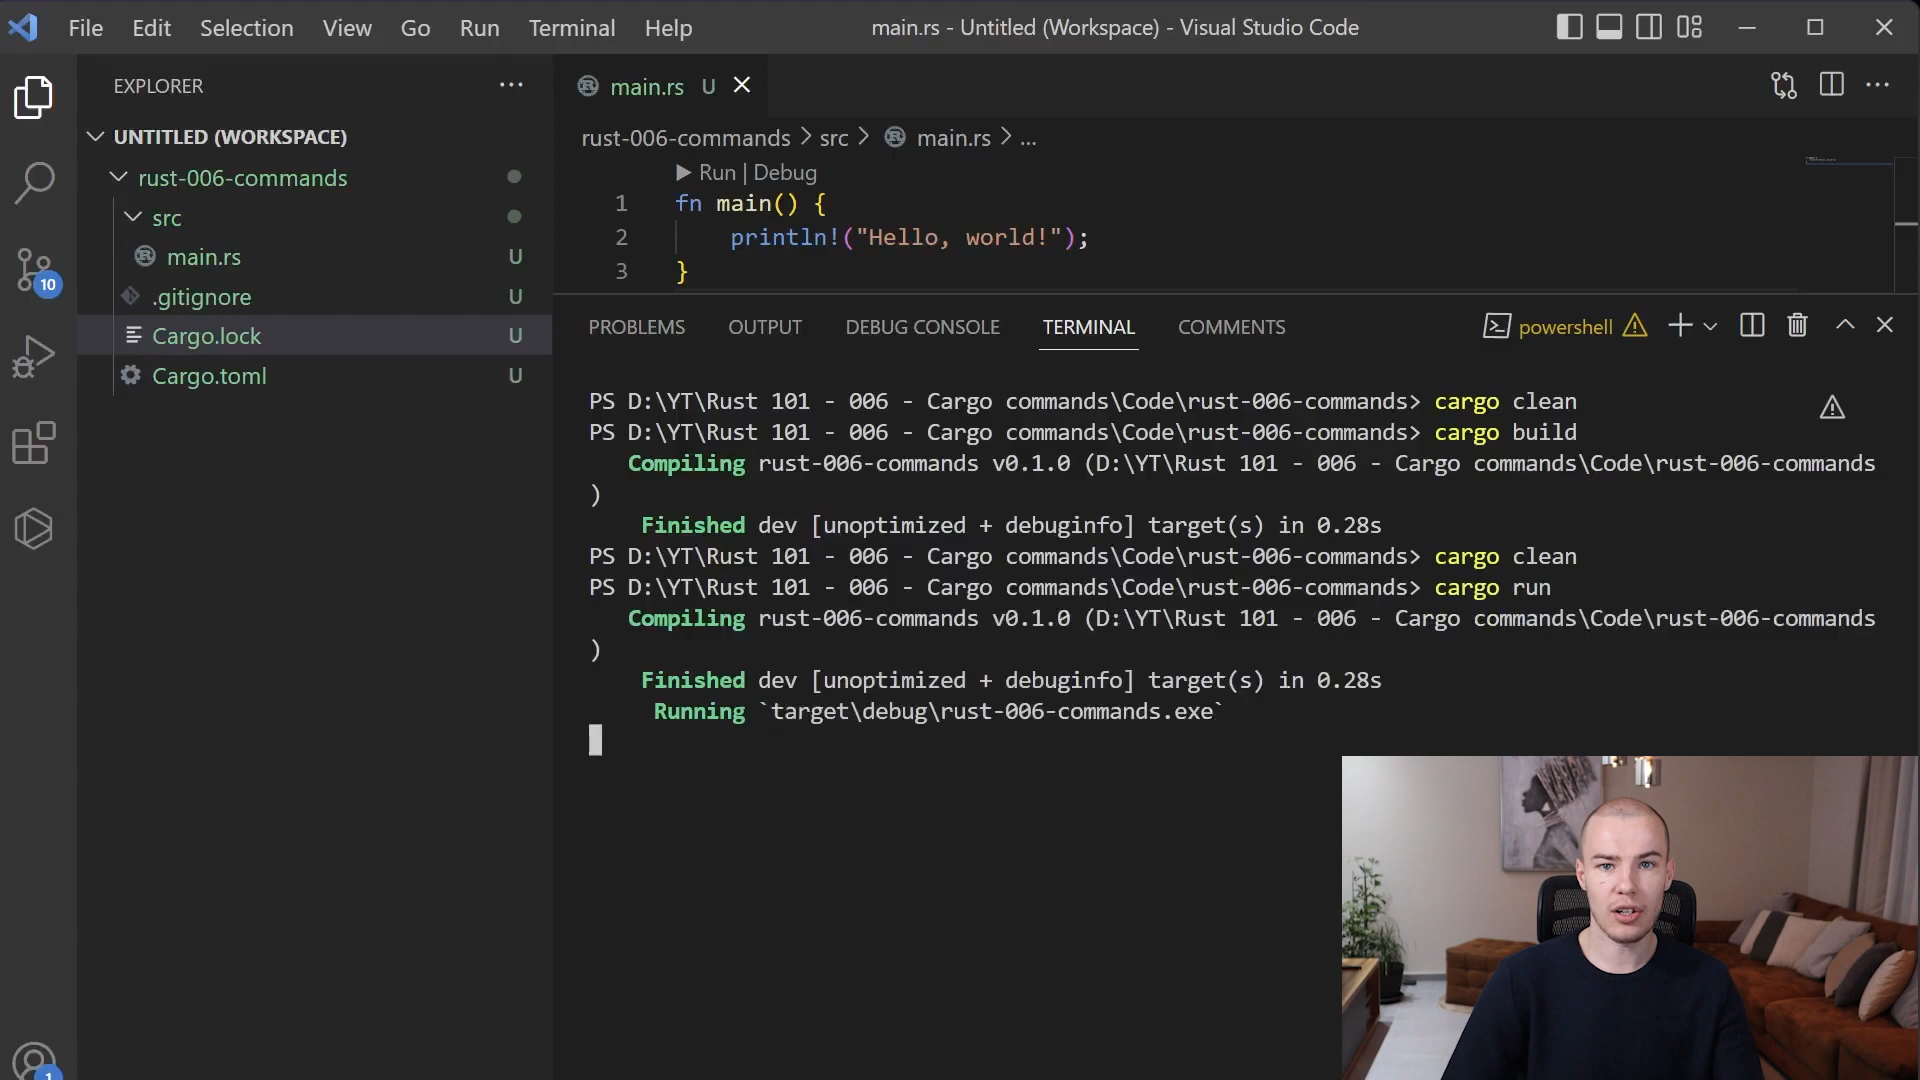 File Edit Selection View Go Run Terminal Help main.rs - Untitled (Workspace) - Visual Studio Code
EXPLORER
UNTITLED (WORKSPACE)
rust-006-commands
src
main.rs U
.gitignore U
Cargo.lock U
Cargo.toml U
10
1
main.rs U
rust-006-commands > src > main.rs > ...
Run | Debug
1 fn main() {
2     println!("Hello, world!");
3 }
PROBLEMS OUTPUT DEBUG CONSOLE TERMINAL COMMENTS powershell
PS D:\YT\Rust 101 - 006 - Cargo commands\Code\rust-006-commands> cargo clean
PS D:\YT\Rust 101 - 006 - Cargo commands\Code\rust-006-commands> cargo build
   Compiling rust-006-commands v0.1.0 (D:\YT\Rust 101 - 006 - Cargo commands\Code\rust-006-commands
)
    Finished dev [unoptimized + debuginfo] target(s) in 0.28s
PS D:\YT\Rust 101 - 006 - Cargo commands\Code\rust-006-commands> cargo clean
PS D:\YT\Rust 101 - 006 - Cargo commands\Code\rust-006-commands> cargo run
   Compiling rust-006-commands v0.1.0 (D:\YT\Rust 101 - 006 - Cargo commands\Code\rust-006-commands
)
    Finished dev [unoptimized + debuginfo] target(s) in 0.28s
     Running `target\debug\rust-006-commands.exe`